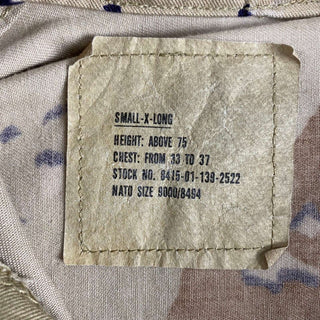 SMALL-X-LONG
HEIGHT: ABOVE 75
CHEST: FROM 33 TO 37
STOCK NO. 8415-01-139-2522
NATO SIZE 9000/8494